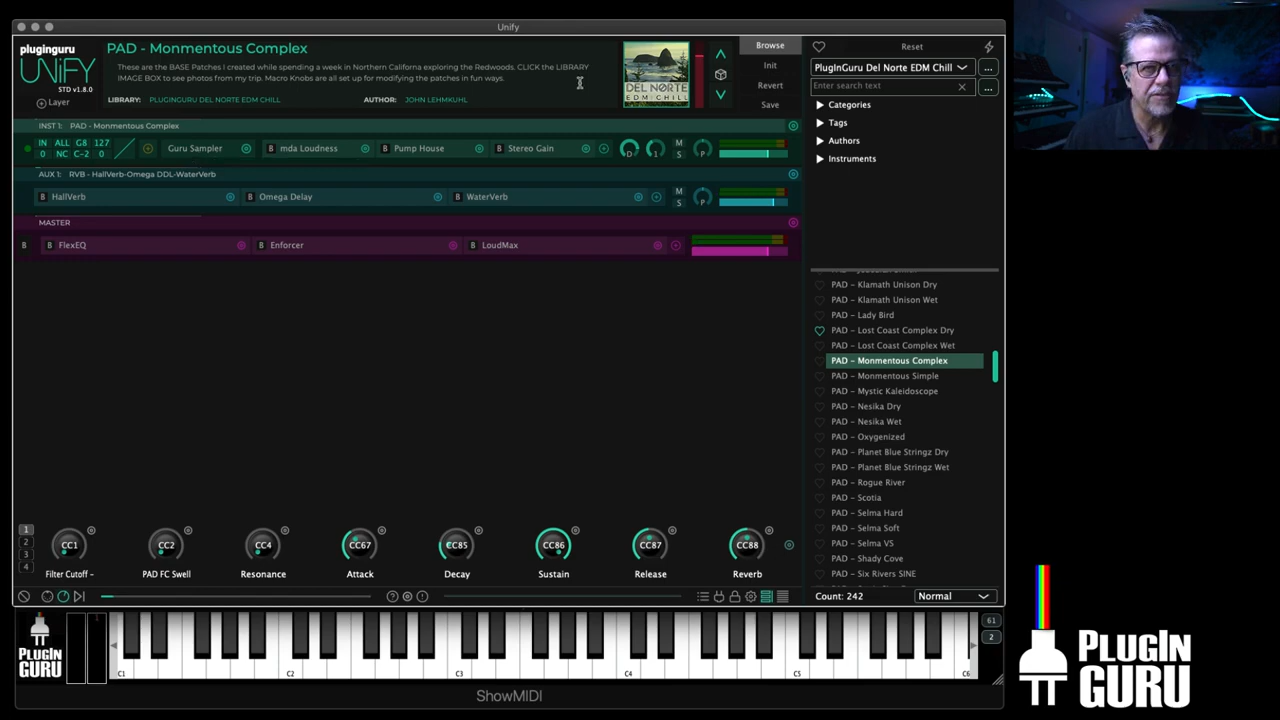 Unify
pluginguru
UNiFY
STD v1.8.0
Layer
PAD - Monmentous Complex
These are the BASE Patches I created while spending a week in Northern Californa exploring the Redwoods. CLICK the LIBRARY
IMAGE BOX to see photos from my trip. Macro Knobs are all set up for modifying the patches in fun ways.
LIBRARY: PLUGINGURU DEL NORTE EDM CHILL AUTHOR: JOHN LEHMKUHL
DEL NORTE
EDM CHILL
Browse
Init
Revert
Save
INST 1: PAD - Monmentous Complex
IN ALL G8 127
0 NC C-2 0
Guru Sampler B mda Loudness B Pump House B Stereo Gain D 1 M S P
AUX 1: RVB - HallVerb-Omega DDL-WaterVerb
B HallVerb B Omega Delay B WaterVerb M S P
MASTER
B B FlexEQ B Enforcer B LoudMax
Reset
PlugInGuru Del Norte EDM Chill ...
Enter search text ...
Categories
Tags
Authors
Instruments
PAD - Klamath Unison Dry
PAD - Klamath Unison Wet
PAD - Lady Bird
PAD - Lost Coast Complex Dry
PAD - Lost Coast Complex Wet
PAD - Monmentous Complex
PAD - Monmentous Simple
PAD - Mystic Kaleidoscope
PAD - Nesika Dry
PAD - Nesika Wet
PAD - Oxygenized
PAD - Planet Blue Stringz Dry
PAD - Planet Blue Stringz Wet
PAD - Rogue River
PAD - Scotia
PAD - Selma Hard
PAD - Selma Soft
PAD - Selma VS
PAD - Shady Cove
PAD - Six Rivers SINE
Count: 242 Normal
1
2
3
4
CC1 CC2 CC4 CC67 CC85 CC86 CC87 CC88
Filter Cutoff - PAD FC Swell Resonance Attack Decay Sustain Release Reverb
PLUGIN
GURU
C1 C2 C3 C4 C5 C6
61
2
ShowMIDI
PLUGIN
GURU